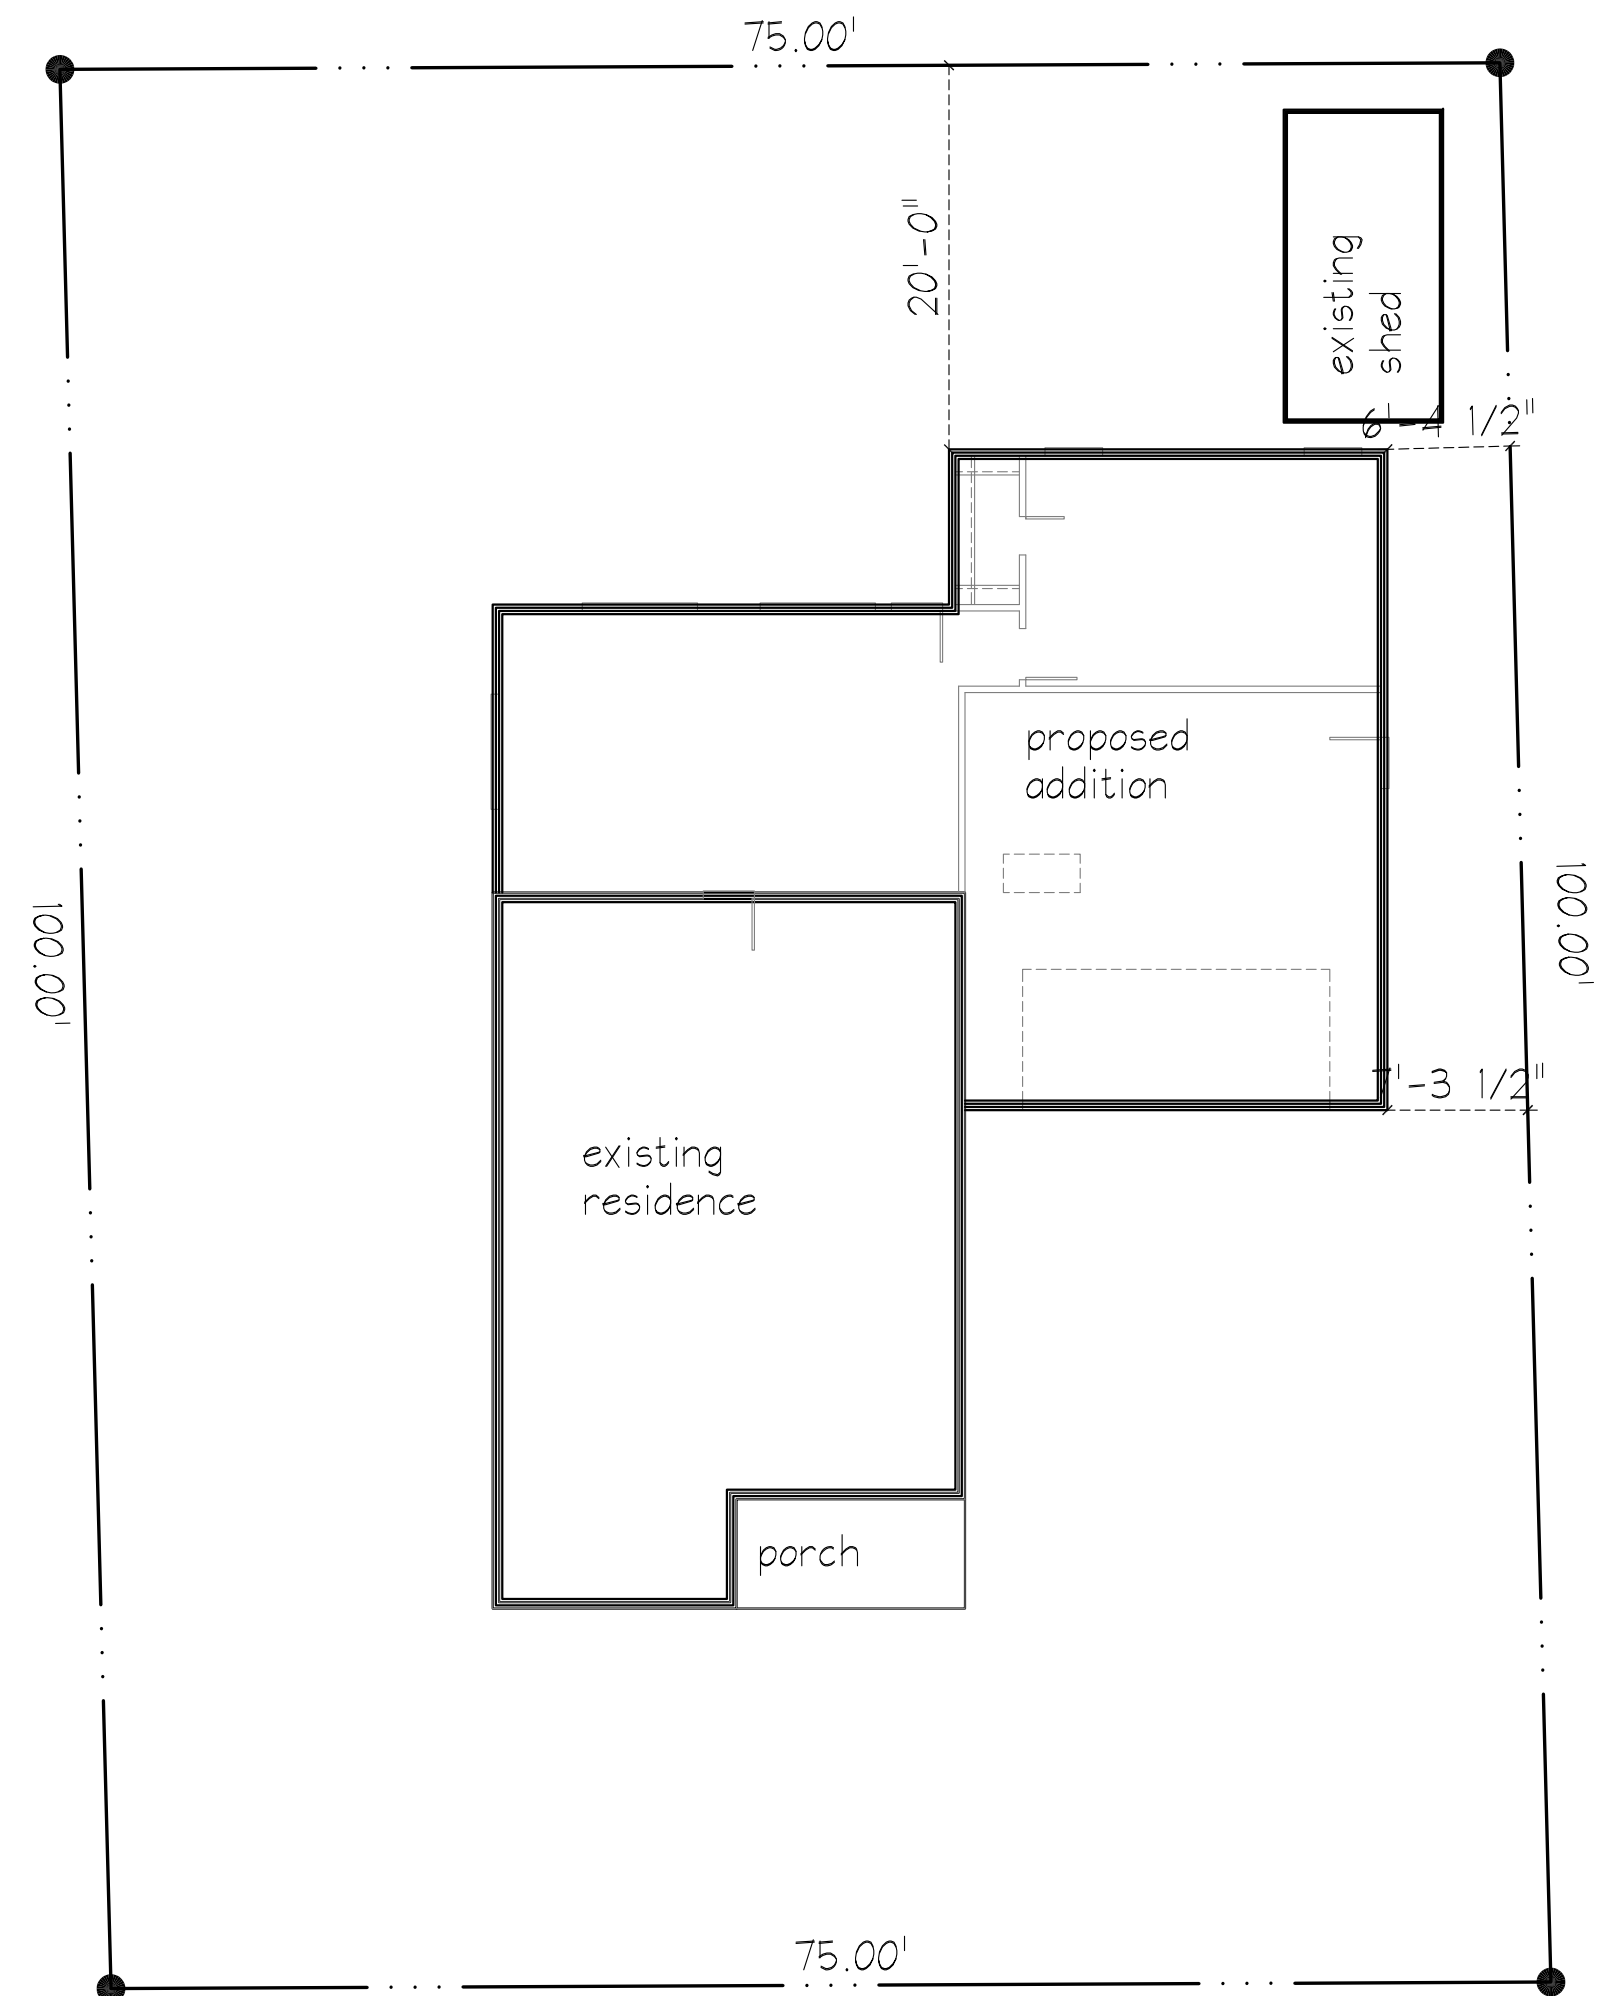 75.00'
20'-0"
existing
shed
6'-4 1/2"
proposed
addition
100.00'
100.00'
7'-3 1/2"
existing
residence
porch
75.00'